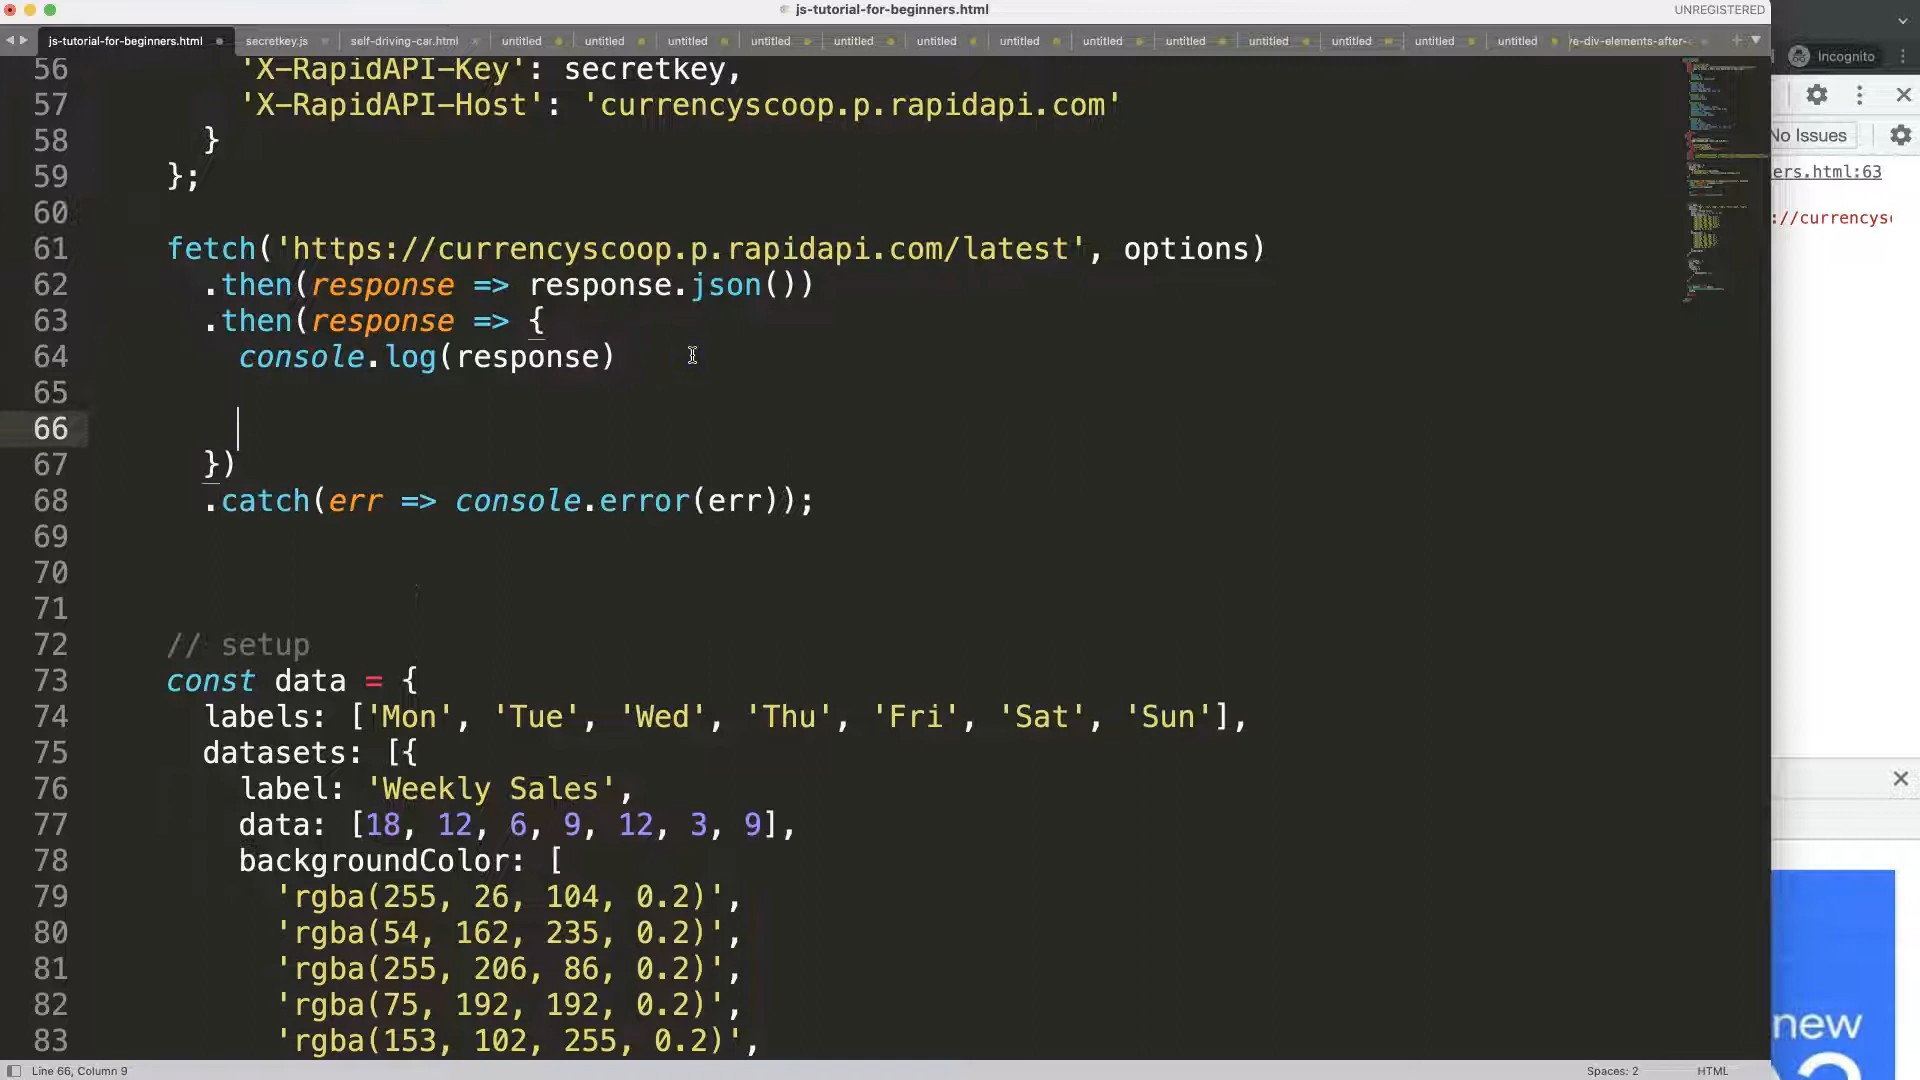 js-tutorial-for-beginners.html
UNREGISTERED
js-tutorial-for-beginners.html secretkey.js self-driving-car.html untitled untitled untitled untitled untitled untitled untitled untitled untitled untitled untitled untitled untitled ve-div-elements-after-
Incognito
No Issues
ers.html:63
://currencys
56 'X-RapidAPI-Key': secretkey,
57 'X-RapidAPI-Host': 'currencyscoop.p.rapidapi.com'
58 }
59 };
60
61 fetch('https://currencyscoop.p.rapidapi.com/latest', options)
62 .then(response => response.json())
63 .then(response => {
64 console.log(response)
65
66
67 })
68 .catch(err => console.error(err));
69
70
71
72 // setup
73 const data = {
74 labels: ['Mon', 'Tue', 'Wed', 'Thu', 'Fri', 'Sat', 'Sun'],
75 datasets: [{
76 label: 'Weekly Sales',
77 data: [18, 12, 6, 9, 12, 3, 9],
78 backgroundColor: [
79 'rgba(255, 26, 104, 0.2)',
80 'rgba(54, 162, 235, 0.2)',
81 'rgba(255, 206, 86, 0.2)',
82 'rgba(75, 192, 192, 0.2)',
83 'rgba(153, 102, 255, 0.2)',
new
Line 66, Column 9
Spaces: 2
HTML